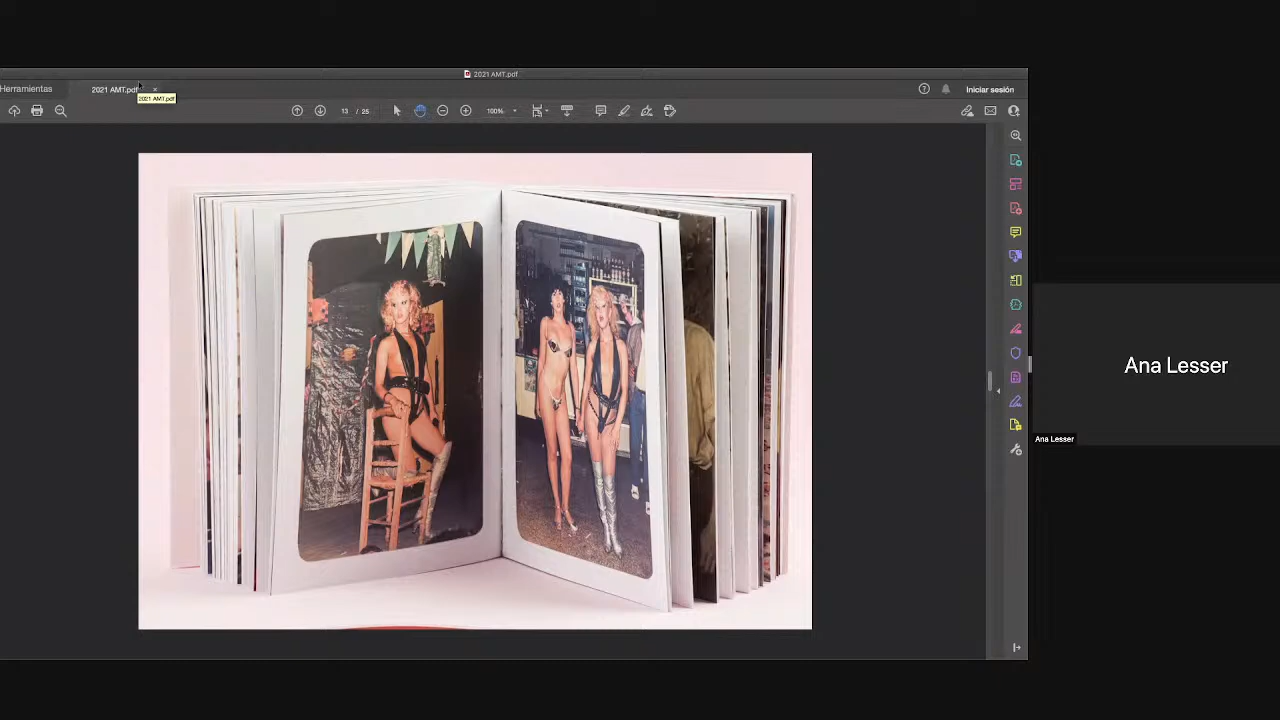 2021 AMT.pdf
Herramientas
2021 AMT.pdf
Iniciar sesión
2021 AMT.pdf
13 / 25
100%
Ana Lesser
Ana Lesser